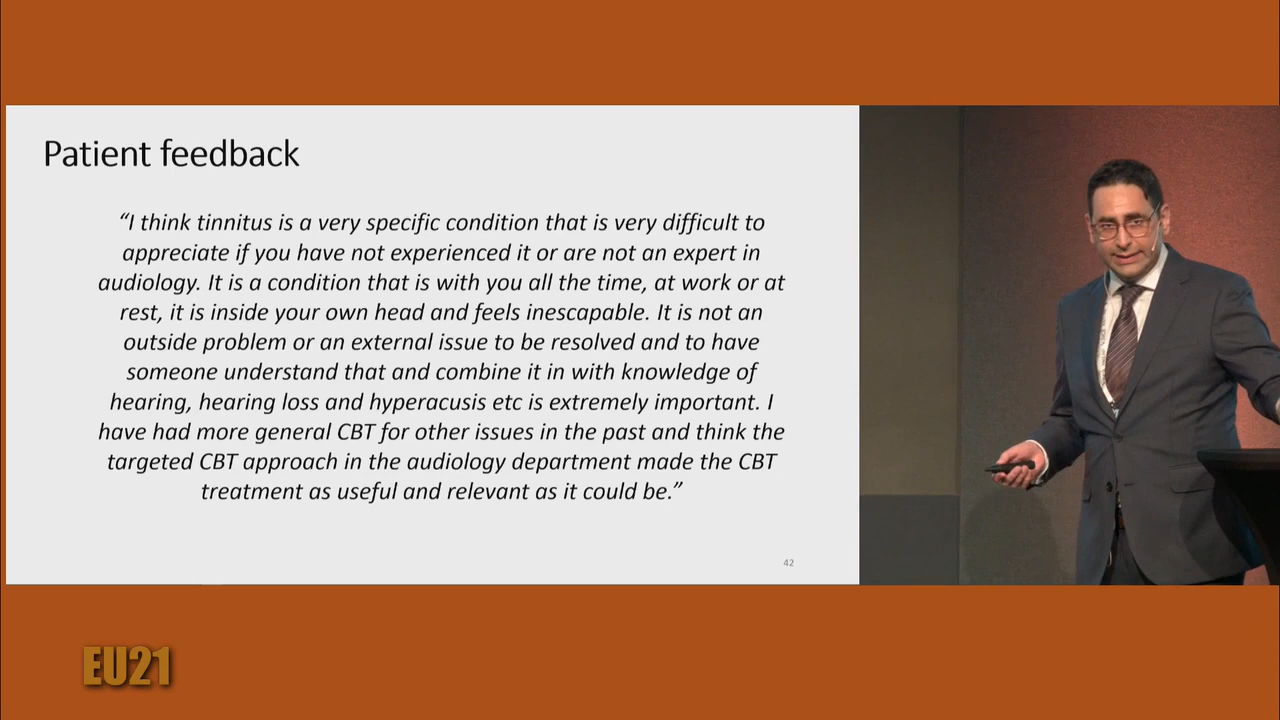 Patient feedback
“I think tinnitus is a very specific condition that is very difficult to
appreciate if you have not experienced it or are not an expert in
audiology. It is a condition that is with you all the time, at work or at
rest, it is inside your own head and feels inescapable. It is not an
outside problem or an external issue to be resolved and to have
someone understand that and combine it in with knowledge of
hearing, hearing loss and hyperacusis etc is extremely important. I
have had more general CBT for other issues in the past and think the
targeted CBT approach in the audiology department made the CBT
treatment as useful and relevant as it could be.”
42
EU21